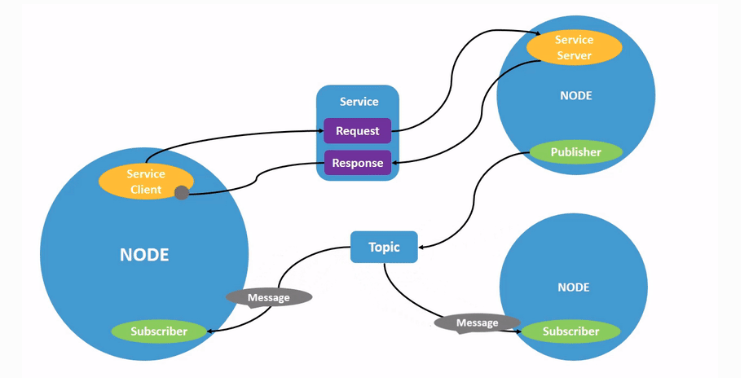 Service
Server
NODE
Publisher
Service
Request
Response
Service
Client
NODE
Subscriber
Topic
Message
Message
NODE
Subscriber